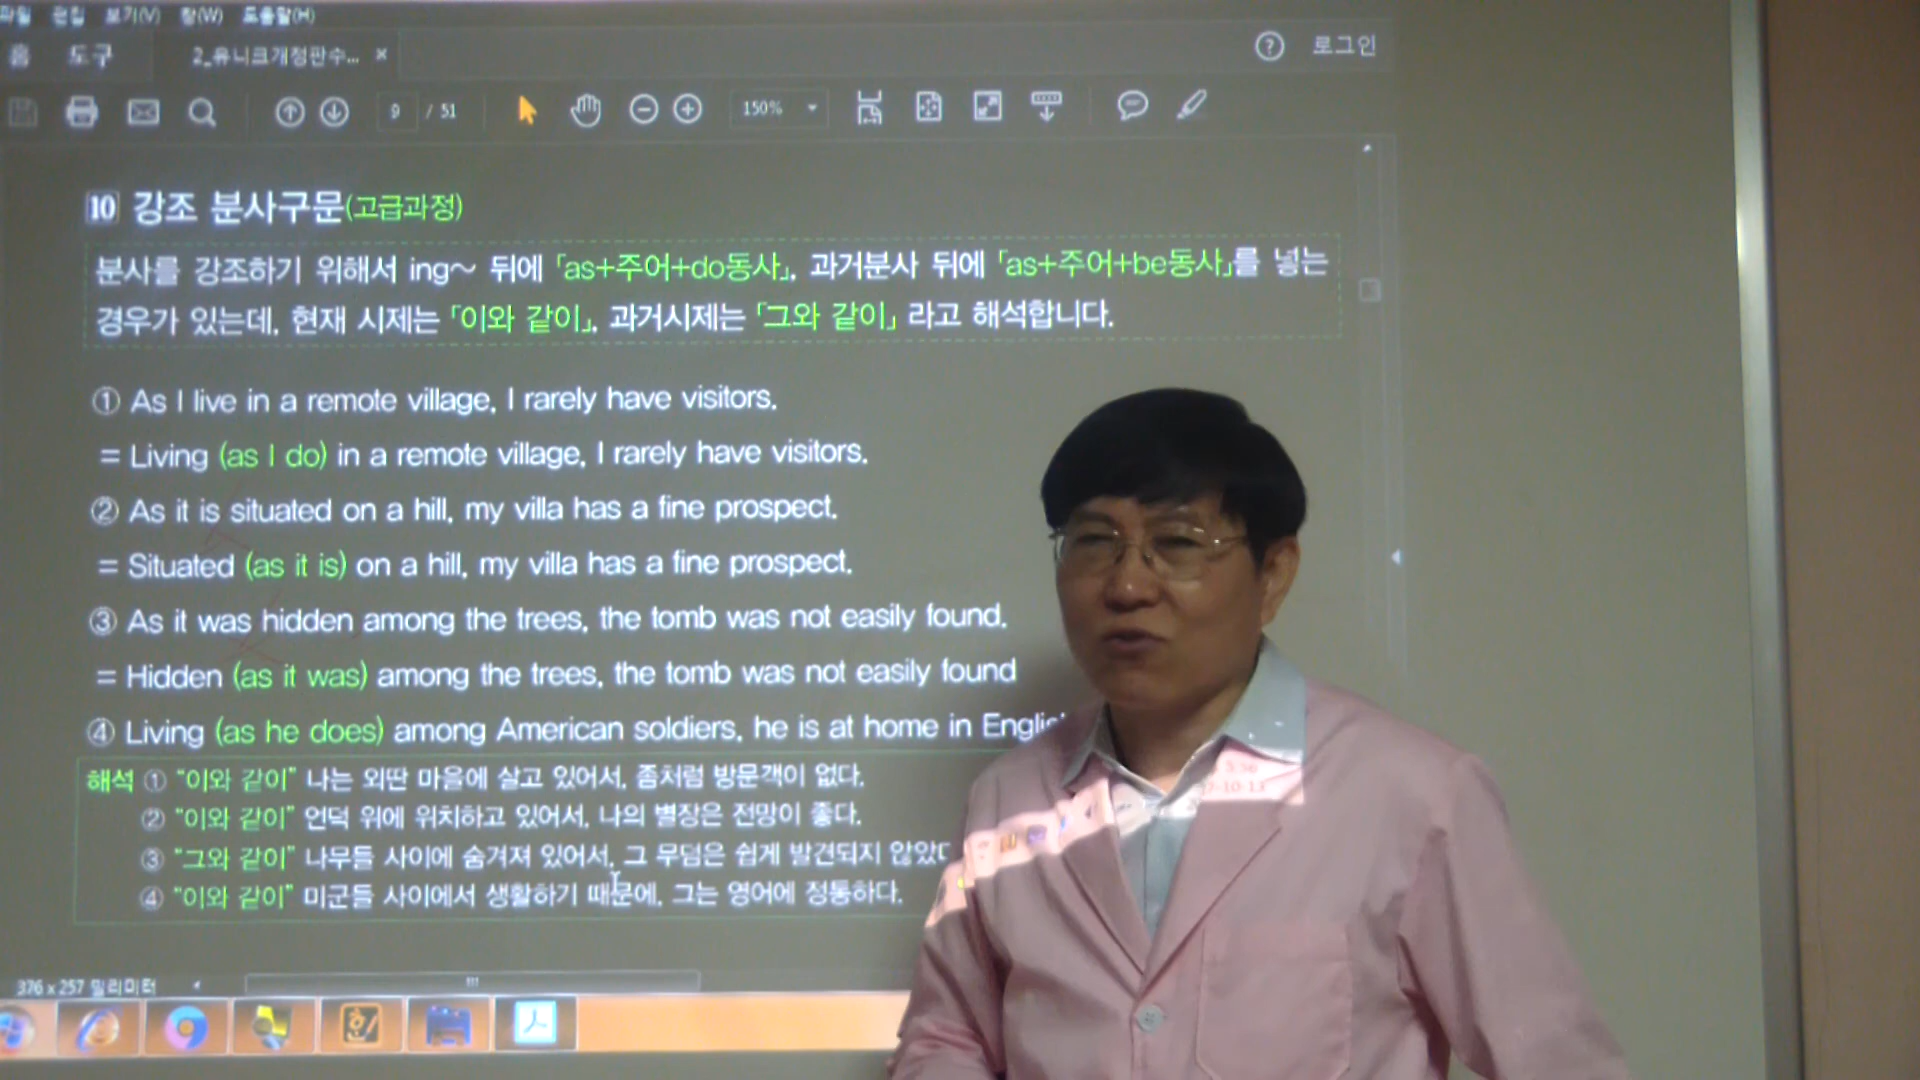 파일 편집 보기(V) 창(W) 도움말(H)
홈 도구 2_유니크개정판수... × ? 로그인
9 / 51 150%
10 강조 분사구문(고급과정)
분사를 강조하기 위해서 ing~ 뒤에 「as+주어+do동사」, 과거분사 뒤에 「as+주어+be동사」를 넣는
경우가 있는데, 현재 시제는 「이와 같이」, 과거시제는 「그와 같이」 라고 해석합니다.
① As I live in a remote village, I rarely have visitors.
= Living (as I do) in a remote village, I rarely have visitors.
② As it is situated on a hill, my villa has a fine prospect.
= Situated (as it is) on a hill, my villa has a fine prospect.
③ As it was hidden among the trees, the tomb was not easily found.
= Hidden (as it was) among the trees, the tomb was not easily found
④ Living (as he does) among American soldiers, he is at home in Englis
해석 ① “이와 같이” 나는 외딴 마을에 살고 있어서, 좀처럼 방문객이 없다.
② “이와 같이” 언덕 위에 위치하고 있어서, 나의 별장은 전망이 좋다.
③ “그와 같이” 나무들 사이에 숨겨져 있어서, 그 무덤은 쉽게 발견되지 않았
④ “이와 같이” 미군들 사이에서 생활하기 때문에, 그는 영어에 정통하다.
376 x 257 밀리미터
한/